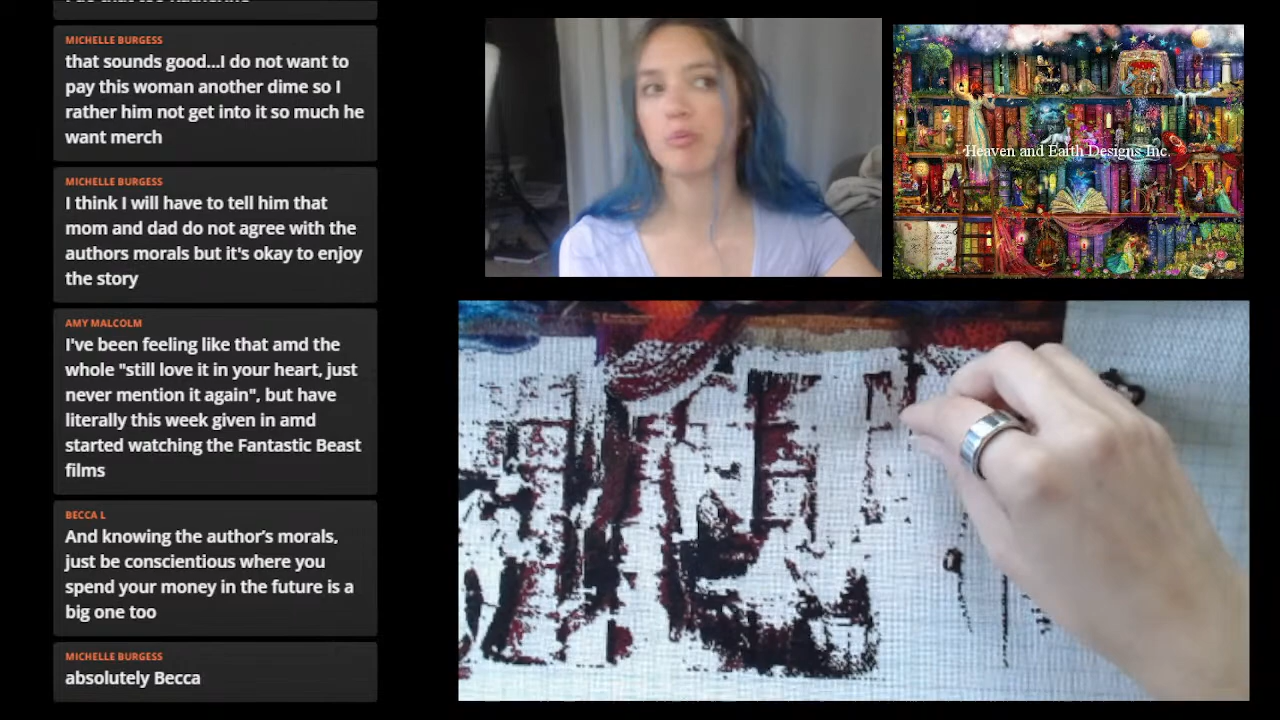 MICHELLE BURGESS
that sounds good...I do not want to
pay this woman another dime so I
rather him not get into it so much he
want merch
MICHELLE BURGESS
I think I will have to tell him that
mom and dad do not agree with the
authors morals but it's okay to enjoy
the story
AMY MALCOLM
I've been feeling like that amd the
whole "still love it in your heart, just
never mention it again", but have
literally this week given in amd
started watching the Fantastic Beast
films
BECCA L
And knowing the author's morals,
just be conscientious where you
spend your money in the future is a
big one too
MICHELLE BURGESS
absolutely Becca
Heaven and Earth Designs Inc